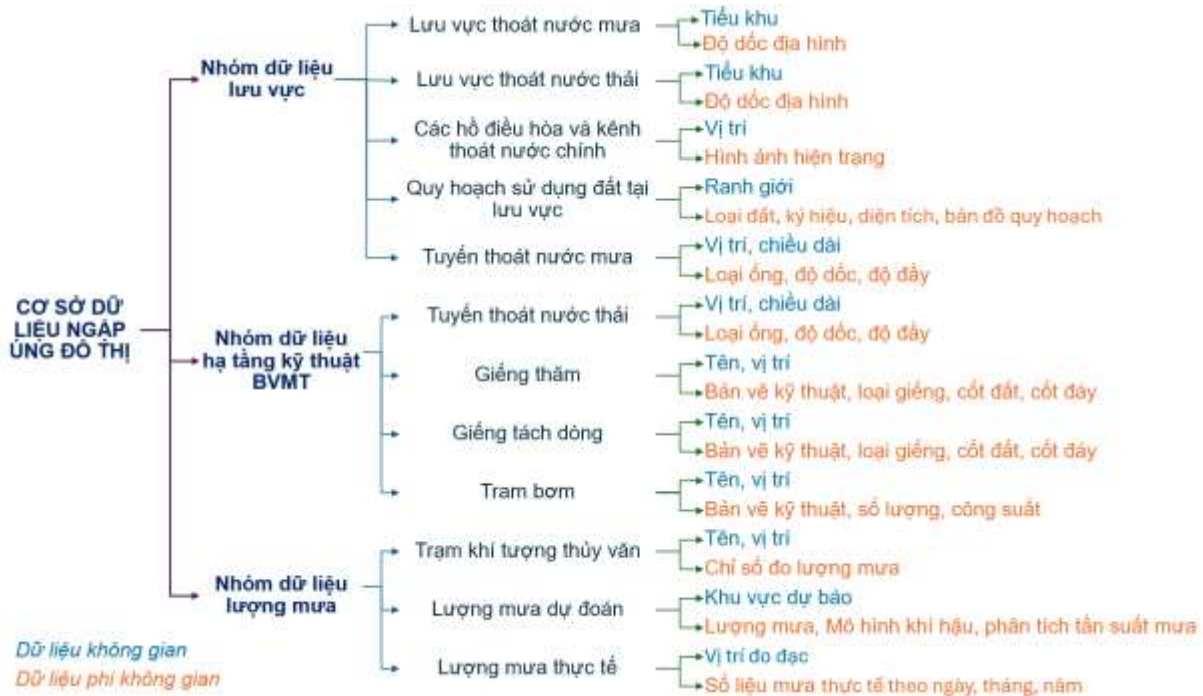 CƠ SỞ DỮ
LIỆU NGẬP
ÚNG ĐÔ THỊ
Nhóm dữ liệu
lưu vực
Lưu vực thoát nước mưa
Tiểu khu
Độ dốc địa hình
Lưu vực thoát nước thải
Tiểu khu
Độ dốc địa hình
Các hồ điều hòa và kênh
thoát nước chính
Vị trí
Hình ảnh hiện trạng
Quy hoạch sử dụng đất tại
lưu vực
Ranh giới
Loại đất, ký hiệu, diện tích, bản đồ quy hoạch
Tuyến thoát nước mưa
Vị trí, chiều dài
Loại ống, độ dốc, độ đầy
Nhóm dữ liệu
hạ tầng kỹ thuật
BVMT
Tuyến thoát nước thải
Vị trí, chiều dài
Loại ống, độ dốc, độ đầy
Giếng thăm
Tên, vị trí
Bản vẽ kỹ thuật, loại giếng, cốt đất, cốt đáy
Giếng tách dòng
Tên, vị trí
Bản vẽ kỹ thuật, loại giếng, cốt đất, cốt đáy
Trạm bơm
Tên, vị trí
Bản vẽ kỹ thuật, số lượng, công suất
Nhóm dữ liệu
lượng mưa
Trạm khí tượng thủy văn
Tên, vị trí
Chỉ số đo lượng mưa
Lượng mưa dự đoán
Khu vực dự báo
Lượng mưa, Mô hình khí hậu, phân tích tần suất mưa
Lượng mưa thực tế
Vị trí đo đạc
Số liệu mưa thực tế theo ngày, tháng, năm
Dữ liệu không gian
Dữ liệu phi không gian